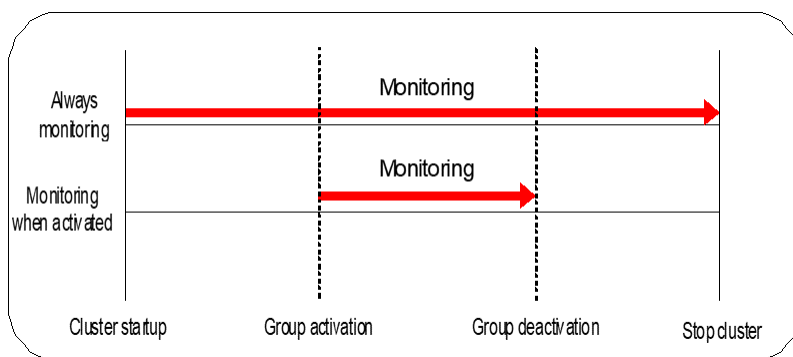 Monitoring
Always
monitoring
Monitoring
Monitoring
when activated
Cluster startup
Group activation
Group deactivation
Stop cluster